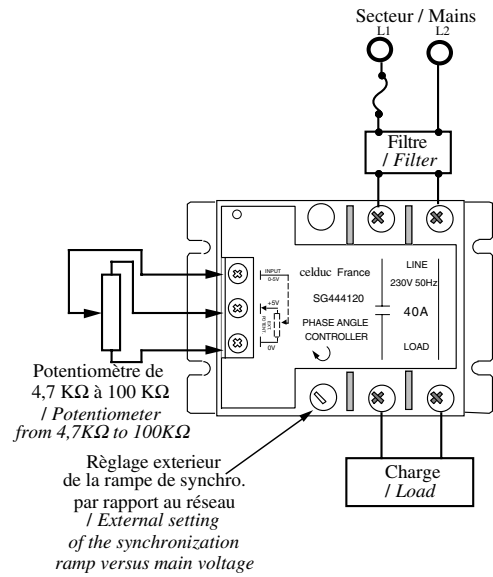 Secteur / Mains
L1
L2
Filtre
/ Filter
INPUT
0-5V
+5V
EXT.
POTENT.
0V
celduc France
SG444120
PHASE ANGLE
CONTROLLER
LINE
230V 50Hz
40A
LOAD
Potentiomètre de
4,7 KΩ à 100 KΩ
/ Potentiometer
from 4,7KΩ to 100KΩ
Règlage exterieur
de la rampe de synchro.
par rapport au réseau
/ External setting
of the synchronization
ramp versus main voltage
Charge
/ Load